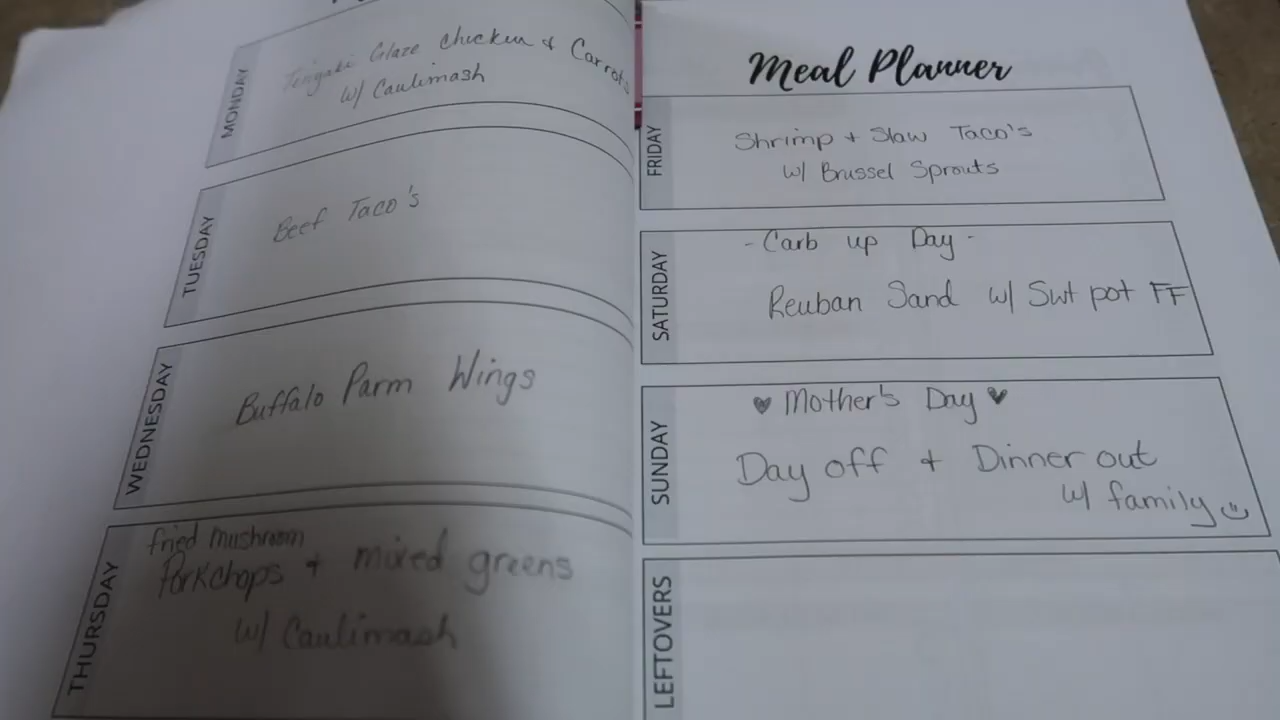 MONDAY
Teriyaki Glaze Chicken + Carrots
w/ Caulimash
TUESDAY
Beef Taco's
WEDNESDAY
Buffalo Parm Wings
THURSDAY
fried mushroom
Porkchops + mixed greens
w/ Caulimash
Meal Planner
FRIDAY
Shrimp + Slaw Taco's
w/ Brussel Sprouts
SATURDAY
- Carb up Day -
Reuban Sand w/ Swt pot FF
SUNDAY
♥ Mother's Day ♥
Day off + Dinner out
w/ family
LEFTOVERS